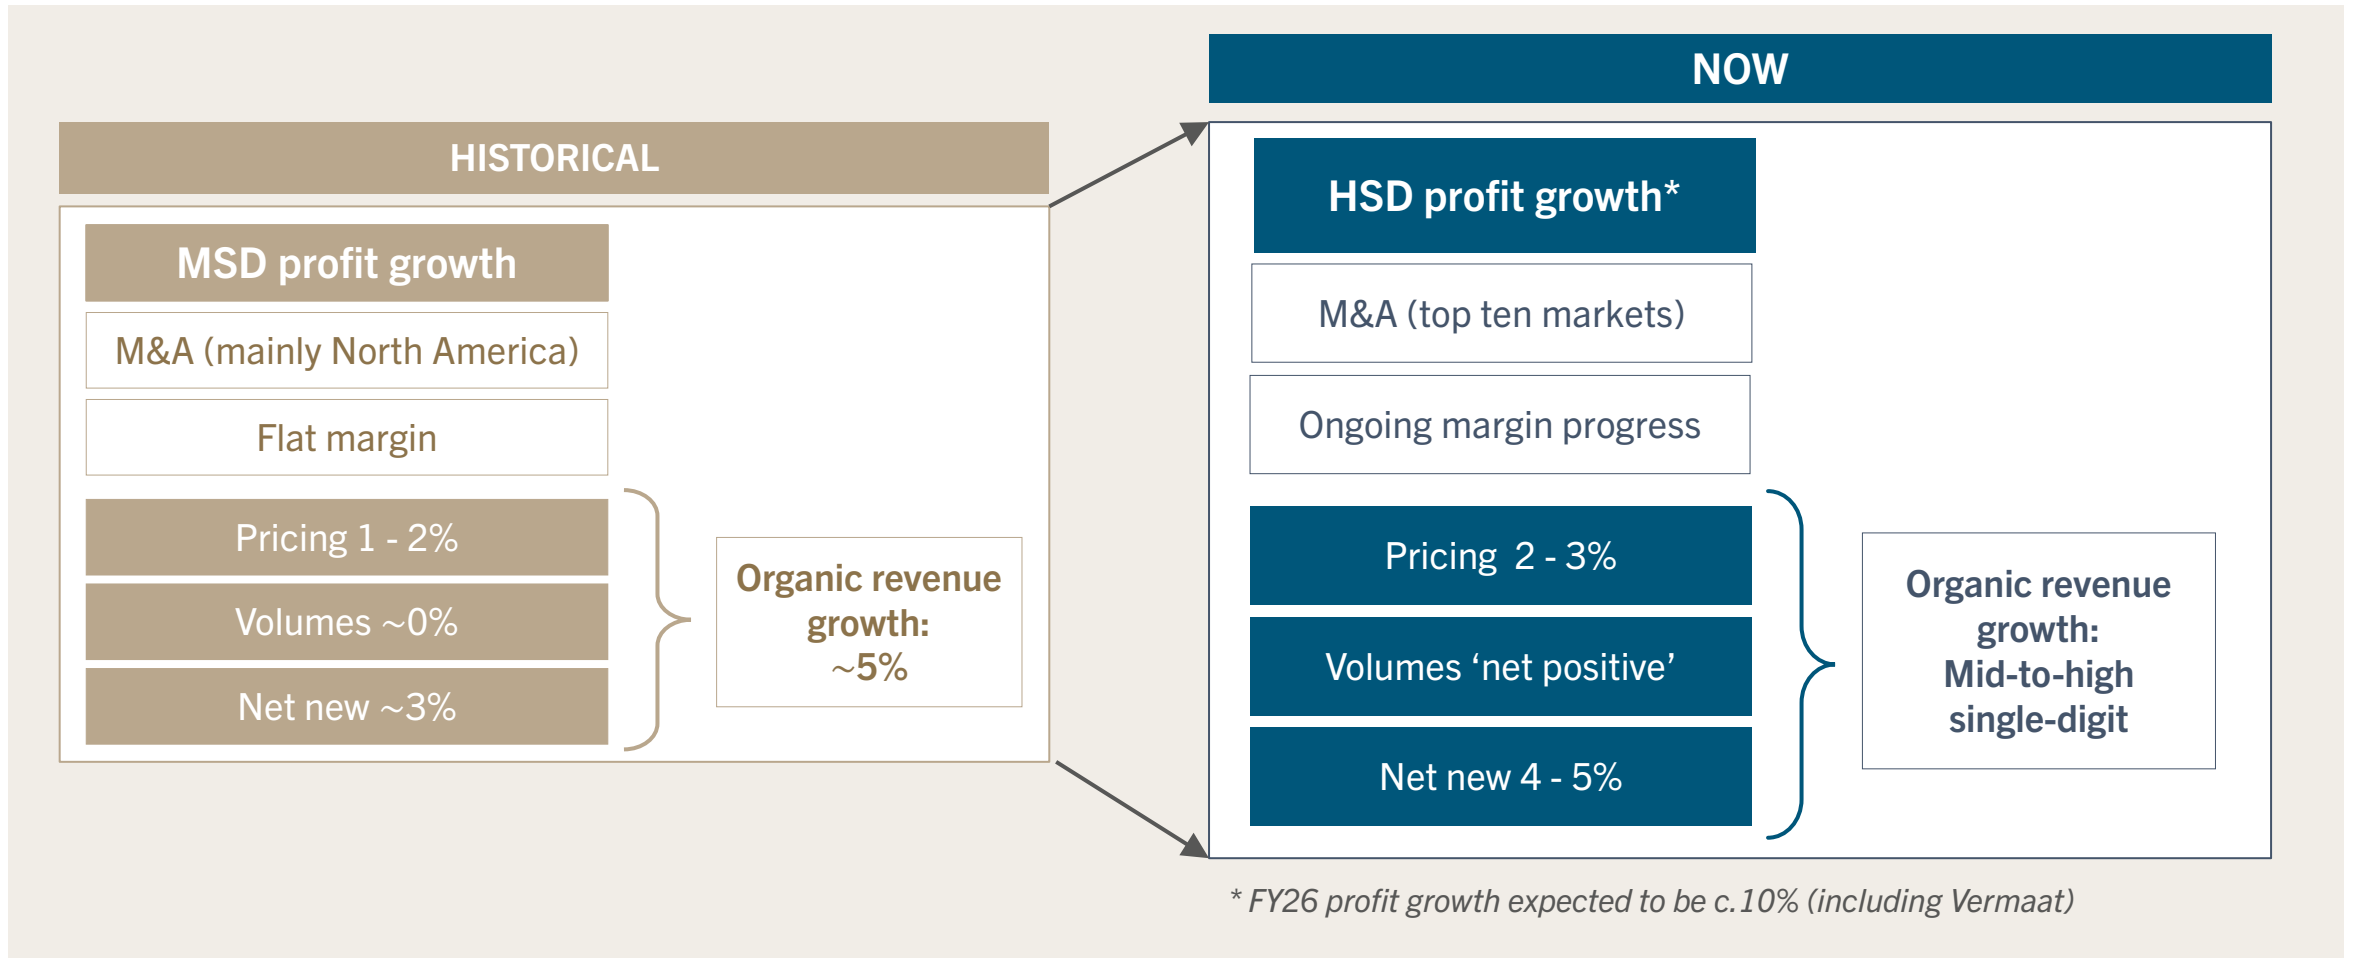 HISTORICAL
MSD profit growth
M&A (mainly North America)
Flat margin
Pricing 1 - 2%
Volumes ~0%
Net new ~3%
Organic revenue
growth:
~5%
NOW
HSD profit growth*
M&A (top ten markets)
Ongoing margin progress
Pricing  2 - 3%
Volumes ‘net positive’
Net new 4 - 5%
Organic revenue
growth:
Mid-to-high
single-digit
* FY26 profit growth expected to be c.10% (including Vermaat)